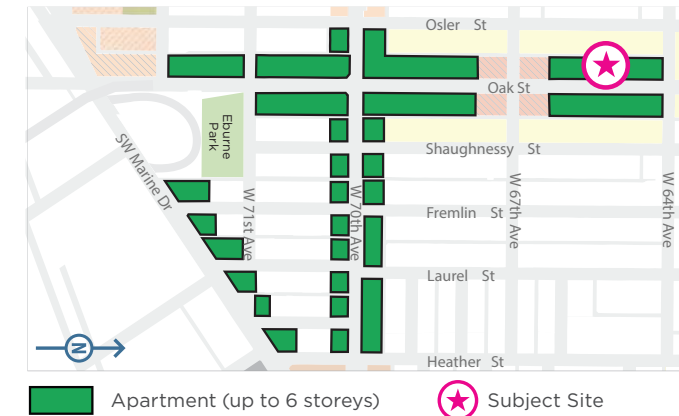 Osler St
Oak St
Eburne
Park
Shaughnessy St
SW Marine Dr
W 71st Ave
W 70th Ave
W 67th Ave
W 64th Ave
Fremlin St
Laurel St
N
Heather St
Apartment (up to 6 storeys)
Subject Site